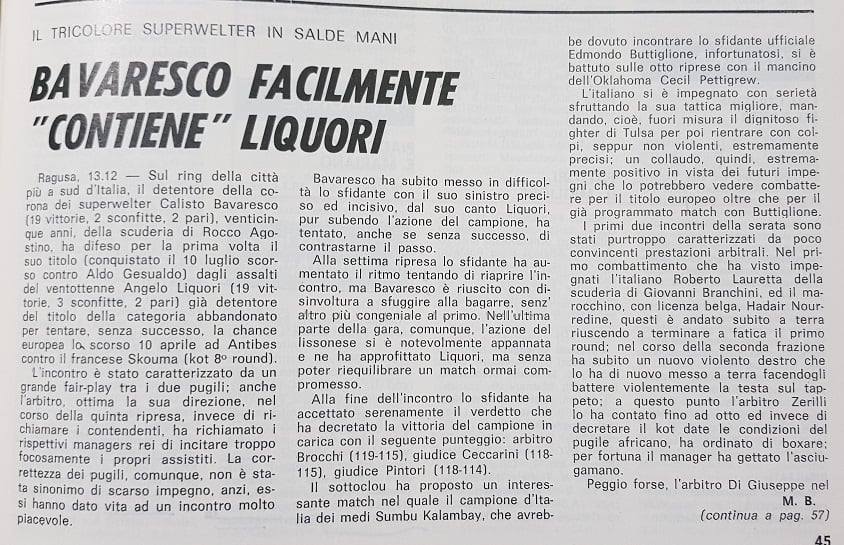 IL TRICOLORE SUPERWELTER IN SALDE MANI
BAVARESCO FACILMENTE
"CONTIENE" LIQUORI
Ragusa, 13.12 — Sul ring della città
più a sud d'Italia, il detentore della co-
rona dei superwelter Calisto Bavaresco
(19 vittorie, 2 sconfitte, 2 pari), venticin-
que anni, della scuderia di Rocco Ago-
stino, ha difeso per la prima volta il
suo titolo (conquistato il 10 luglio scor-
so contro Aldo Gesualdo) dagli assalti
del ventottenne Angelo Liquori (19 vit-
torie, 3 sconfitte, 2 pari) già detentore
del titolo della categoria abbandonato
per tentare, senza successo, la chance
europea lo scorso 10 aprile ad Antibes
contro il francese Skouma (kot 8º round).
L'incontro è stato caratterizzato da un
grande fair-play tra i due pugili; anche
l'arbitro, ottima la sua direzione, nel
corso della quinta ripresa, invece di ri-
chiamare i contendenti, ha richiamato i
rispettivi managers rei di incitare troppo
focosamente i propri assistiti. La cor-
rettezza dei pugili, comunque, non è sta-
ta sinonimo di scarso impegno, anzi, es-
si hanno dato vita ad un incontro molto
piacevole.
Bavaresco ha subito messo in difficol-
tà lo sfidante con il suo sinistro preci-
so ed incisivo, dal suo canto Liquori,
pur subendo l'azione del campione, ha
tentato, anche se senza successo, di
contrastarne il passo.
Alla settima ripresa lo sfidante ha au-
mentato il ritmo tentando di riaprire l'in-
contro, ma Bavaresco è riuscito con di-
sinvoltura a sfuggire alla bagarre, senz'
altro più congeniale al primo. Nell'ultima
parte della gara, comunque, l'azione del
lissonese si è notevolmente appannata
e ne ha approfittato Liquori, ma senza
poter riequilibrare un match ormai com-
promesso.
Alla fine dell'incontro lo sfidante ha
accettato serenamente il verdetto che
ha decretato la vittoria del campione in
carica con il seguente punteggio: arbitro
Brocchi (119-115), giudice Ceccarini (118-
115), giudice Pintori (118-114).
Il sottoclou ha proposto un interes-
sante match nel quale il campione d'Ita-
lia dei medi Sumbu Kalambay, che avreb-
be dovuto incontrare lo sfidante ufficiale
Edmondo Buttiglione, infortunatosi, si è
battuto sulle otto riprese con il mancino
dell'Oklahoma Cecil Pettigrew.
L'italiano si è impegnato con serietà
sfruttando la sua tattica migliore, man-
dando, cioè, fuori misura il dignitoso fi-
ghter di Tulsa per poi rientrare con col-
pi, seppur non violenti, estremamente
precisi; un collaudo, quindi, estrema-
mente positivo in vista dei futuri impe-
gni che lo potrebbero vedere combatte-
re per il titolo europeo oltre che per il
già programmato match con Buttiglione.
I primi due incontri della serata sono
stati purtroppo caratterizzati da poco
convincenti prestazioni arbitrali. Nel pri-
mo combattimento che ha visto impe-
gnati l'italiano Roberto Lauretta della
scuderia di Giovanni Branchini, ed il ma-
rocchino, con licenza belga, Hadair Nour-
redine, questi è andato subito a terra
riuscendo a terminare a fatica il primo
round; nel corso della seconda frazione
ha subito un nuovo violento destro che
lo ha di nuovo messo a terra facendogli
battere violentemente la testa sul tap-
peto; a questo punto l'arbitro Zerilli
lo ha contato fino ad otto ed invece di
decretare il kot date le condizioni del
pugile africano, ha ordinato di boxare;
per fortuna il manager ha gettato l'asciu-
gamano.
Peggio forse, l'arbitro Di Giuseppe nel
M. B.
(continua a pag. 57)
45